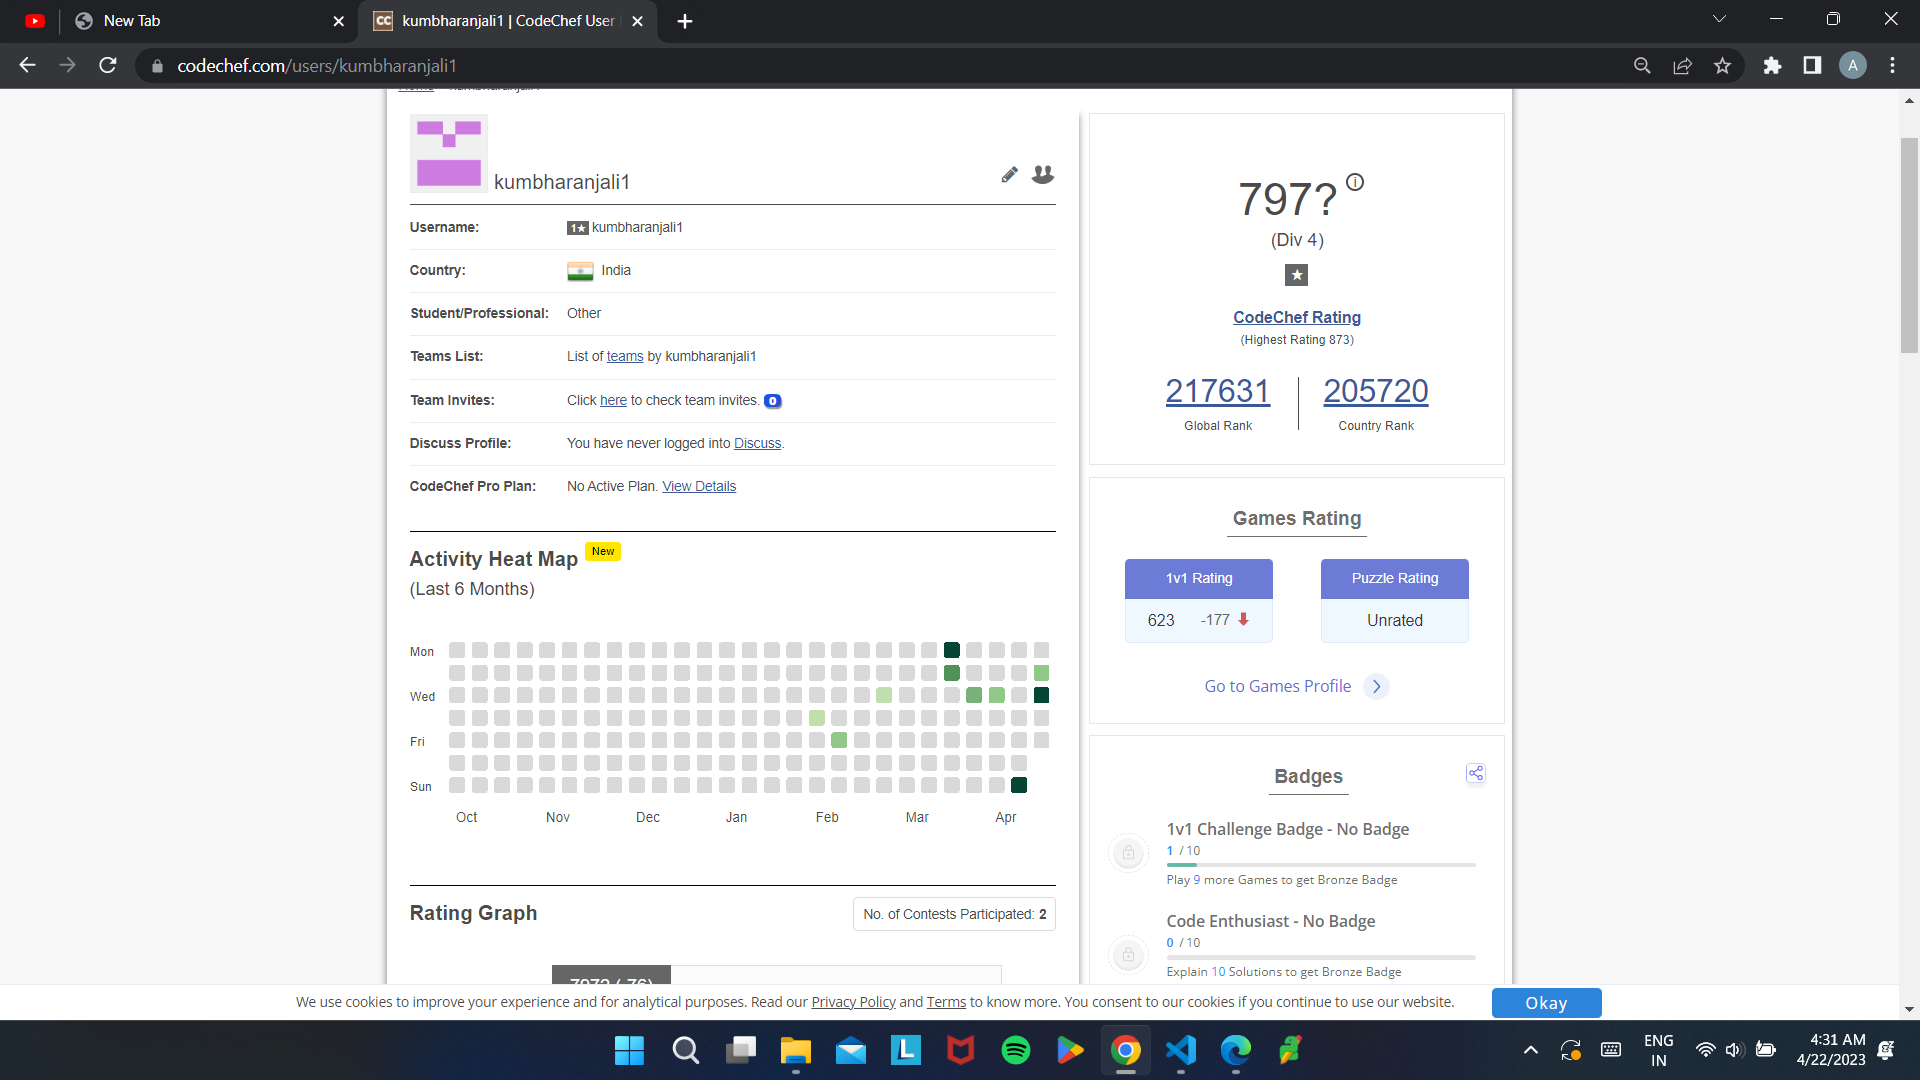 New Tab
kumbharanjali1 | CodeChef User
codechef.com/users/kumbharanjali1
A
kumbharanjali1
Username: 1★ kumbharanjali1
Country: India
Student/Professional: Other
Teams List: List of teams by kumbharanjali1
Team Invites: Click here to check team invites. 0
Discuss Profile: You have never logged into Discuss.
CodeChef Pro Plan: No Active Plan. View Details
Activity Heat Map New
(Last 6 Months)
Mon
Wed
Fri
Sun
Oct Nov Dec Jan Feb Mar Apr
Rating Graph
No. of Contests Participated: 2
797?
(Div 4)
★
CodeChef Rating
(Highest Rating 873)
217631 205720
Global Rank Country Rank
Games Rating
1v1 Rating Puzzle Rating
623 -177 Unrated
Go to Games Profile
Badges
1v1 Challenge Badge - No Badge
1 / 10
Play 9 more Games to get Bronze Badge
Code Enthusiast - No Badge
0 / 10
Explain 10 Solutions to get Bronze Badge
We use cookies to improve your experience and for analytical purposes. Read our Privacy Policy and Terms to know more. You consent to our cookies if you continue to use our website. Okay
ENG
IN
4:31 AM
4/22/2023